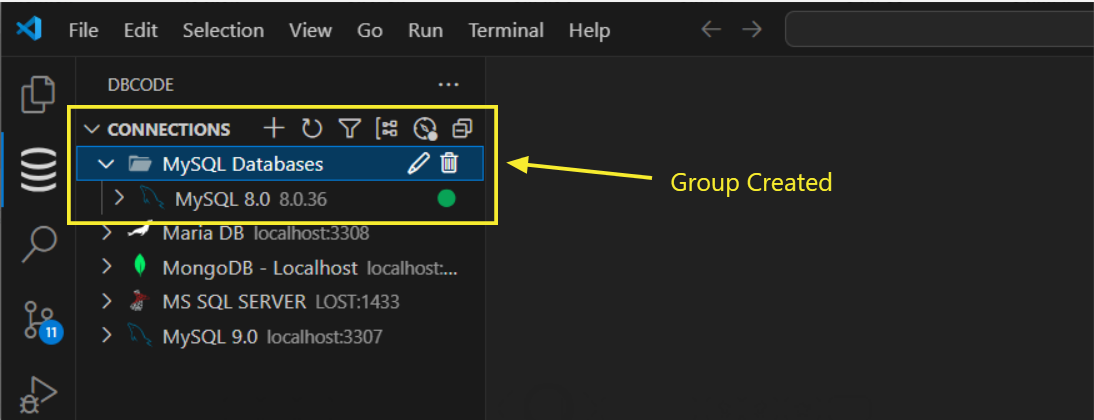 File Edit Selection View Go Run Terminal Help
DBCODE
CONNECTIONS
MySQL Databases
MySQL 8.0 8.0.36
Group Created
Maria DB localhost:3308
MongoDB - Localhost localhost:...
MS SQL SERVER LOST:1433
11
MySQL 9.0 localhost:3307